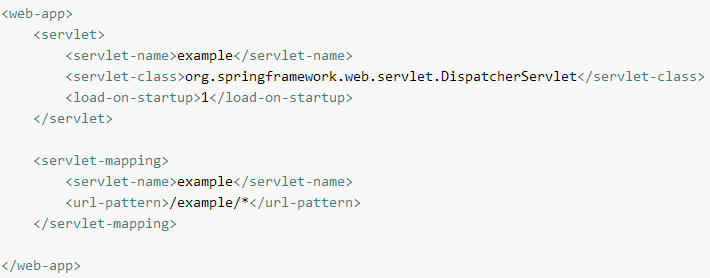 <web-app>
    <servlet>
        <servlet-name>example</servlet-name>
        <servlet-class>org.springframework.web.servlet.DispatcherServlet</servlet-class>
        <load-on-startup>1</load-on-startup>
    </servlet>

    <servlet-mapping>
        <servlet-name>example</servlet-name>
        <url-pattern>/example/*</url-pattern>
    </servlet-mapping>

</web-app>